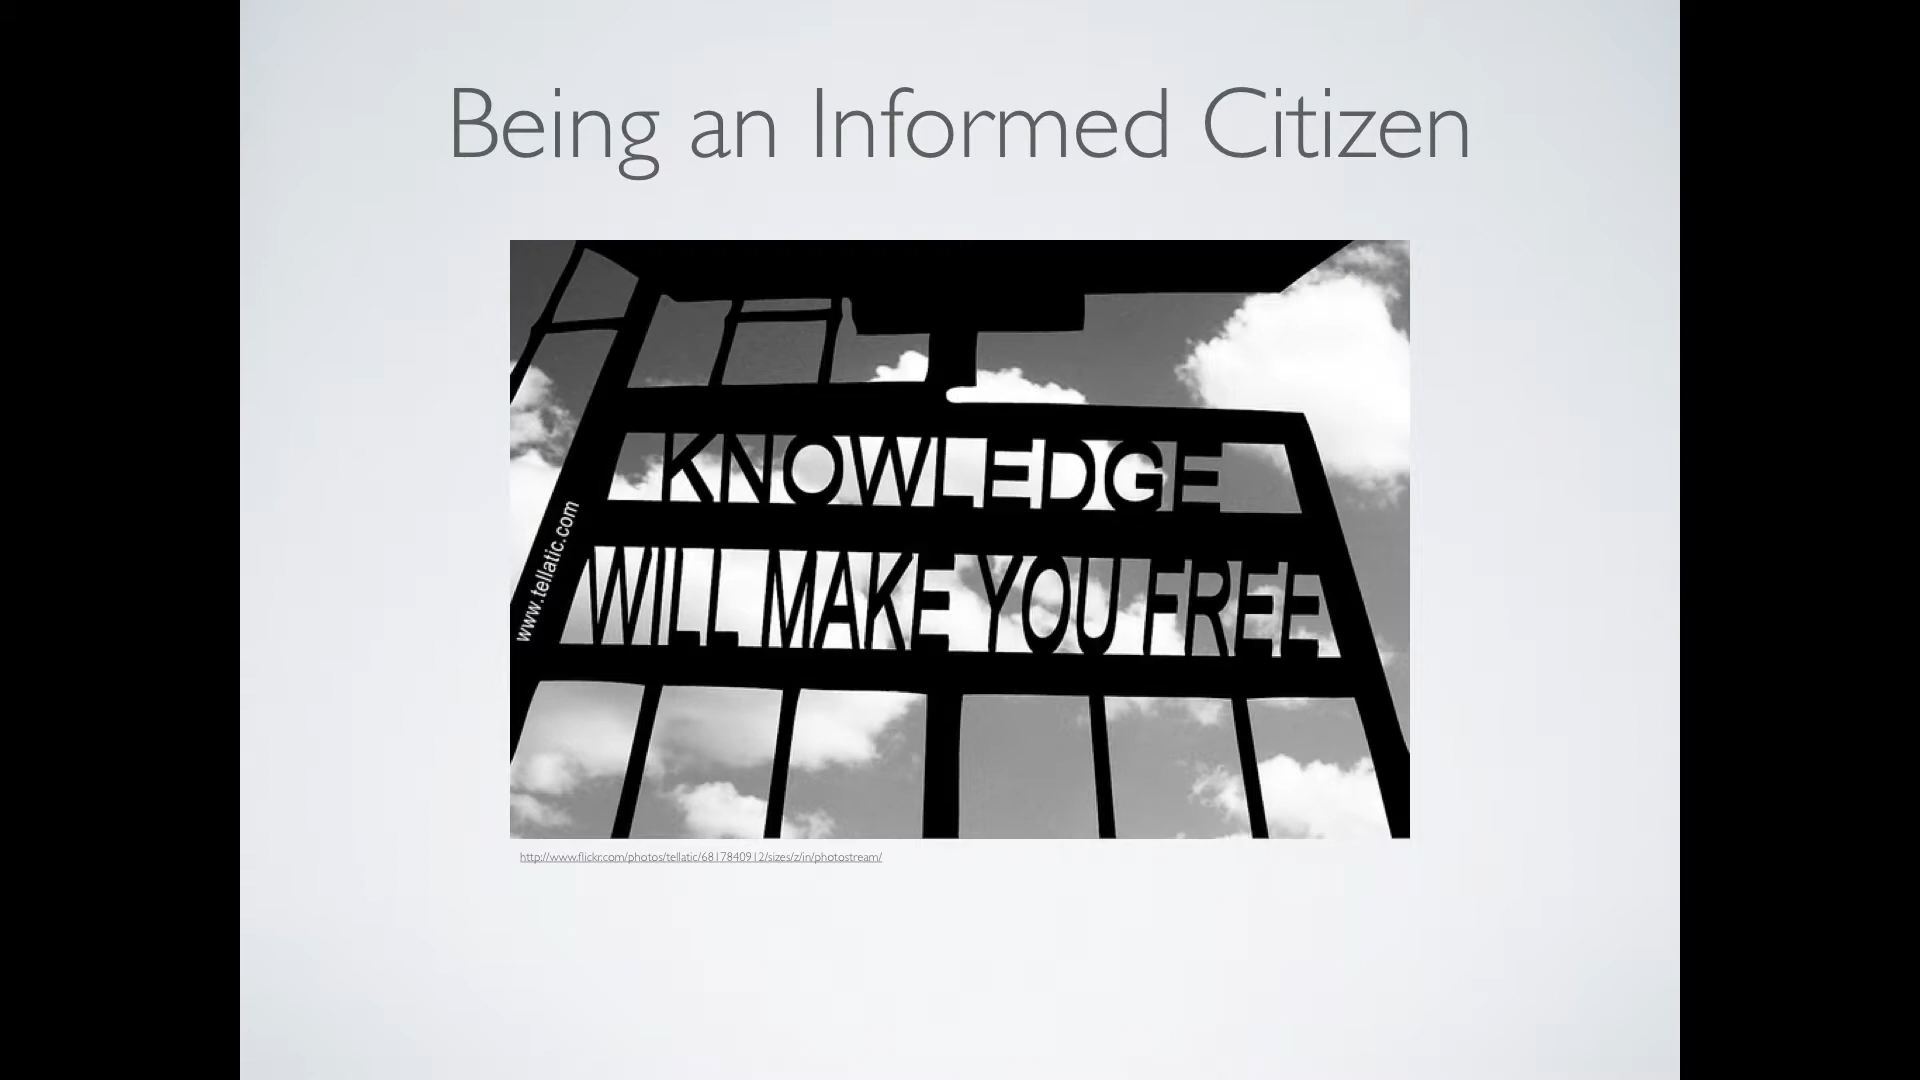 Being an Informed Citizen
KNOWLEDGE
WILL MAKE YOU FREE
www.tellatic.com
http://www.flickr.com/photos/tellatic/6817840912/sizes/z/in/photostream/